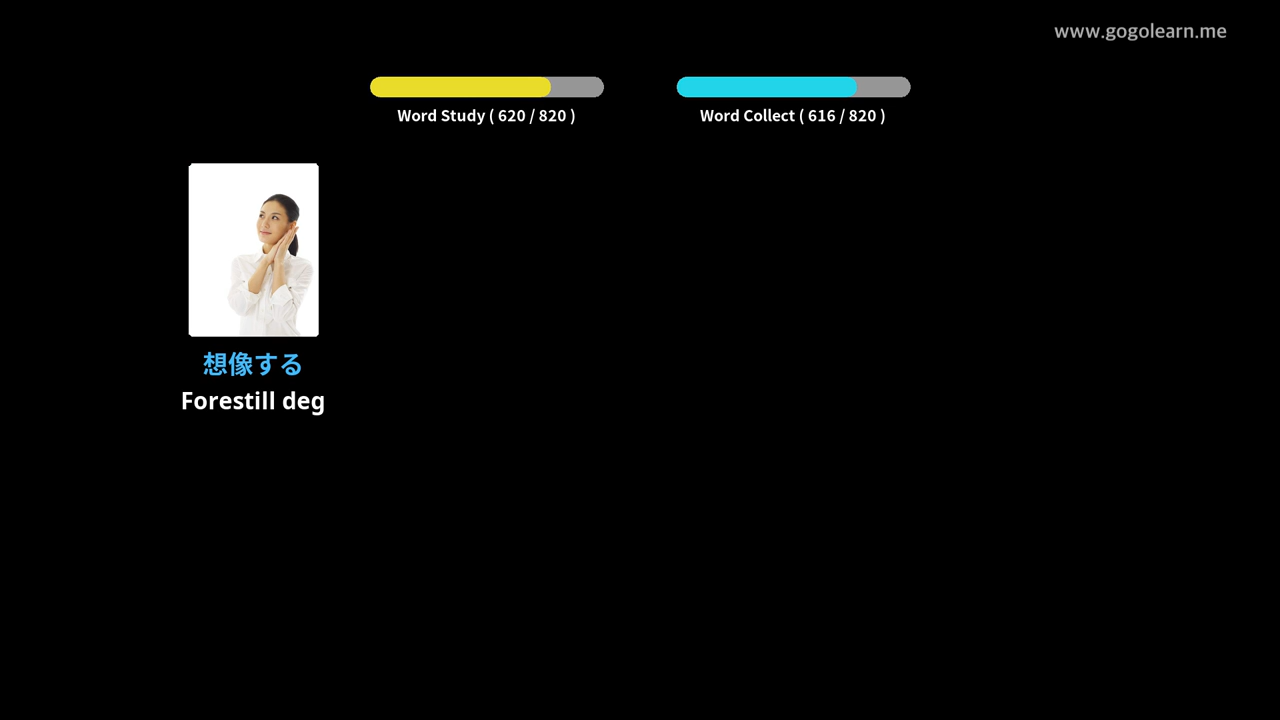 www.gogolearn.me
Word Study ( 620 / 820 )
Word Collect ( 616 / 820 )
想像する
Forestill deg